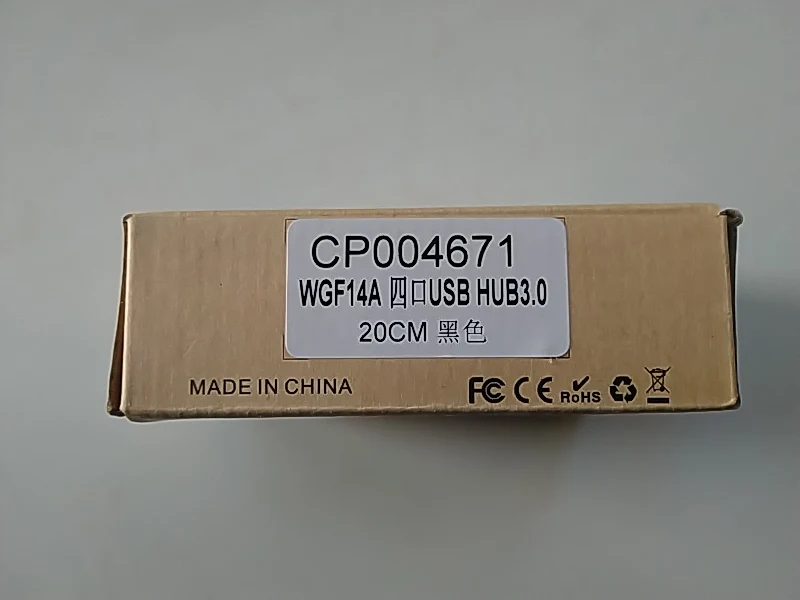 CP004671
WGF14A 四口USB HUB3.0
20CM 黑色
MADE IN CHINA
FC CE RoHS